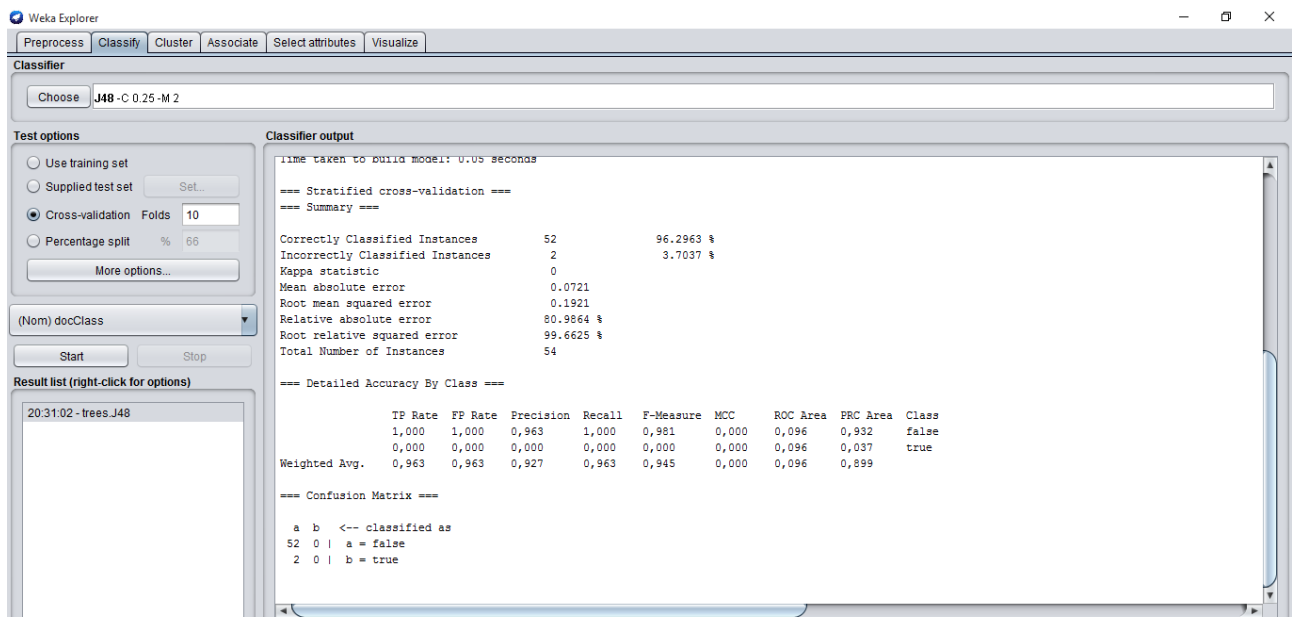 Weka Explorer
Preprocess Classify Cluster Associate Select attributes Visualize
Classifier
Choose J48 -C 0.25 -M 2
Test options
Use training set
Supplied test set Set...
Cross-validation Folds 10
Percentage split % 66
More options...
(Nom) docClass
Start Stop
Result list (right-click for options)
20:31:02 - trees.J48
Classifier output
Time taken to build model: 0.05 seconds
=== Stratified cross-validation ===
=== Summary ===
Correctly Classified Instances 52 96.2963 %
Incorrectly Classified Instances 2 3.7037 %
Kappa statistic 0
Mean absolute error 0.0721
Root mean squared error 0.1921
Relative absolute error 80.9864 %
Root relative squared error 99.6625 %
Total Number of Instances 54
=== Detailed Accuracy By Class ===
TP Rate FP Rate Precision Recall F-Measure MCC ROC Area PRC Area Class
1,000 1,000 0,963 1,000 0,981 0,000 0,096 0,932 false
0,000 0,000 0,000 0,000 0,000 0,000 0,096 0,037 true
Weighted Avg. 0,963 0,963 0,927 0,963 0,945 0,000 0,096 0,899
=== Confusion Matrix ===
a b <-- classified as
52 0 | a = false
2 0 | b = true